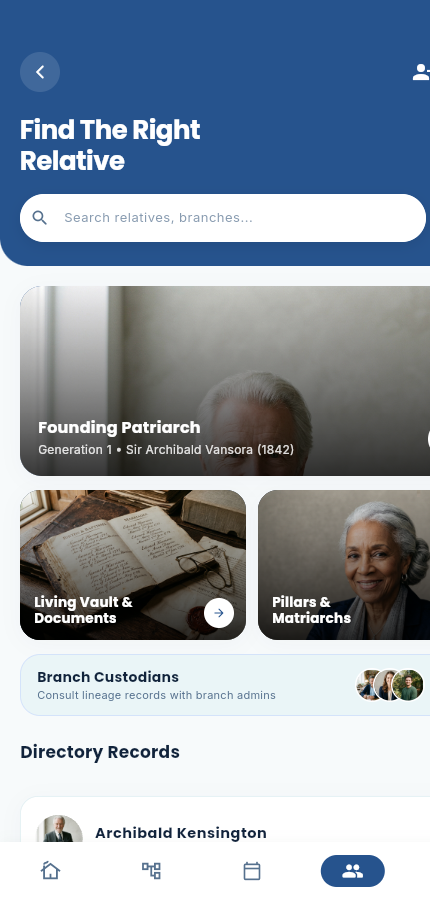 Find The Right
Relative
Search relatives, branches...
Founding Patriarch
Generation 1 • Sir Archibald Vansora (1842)
Living Vault &
Documents
Pillars &
Matriarchs
Branch Custodians
Consult lineage records with branch admins
Directory Records
Archibald Kensington